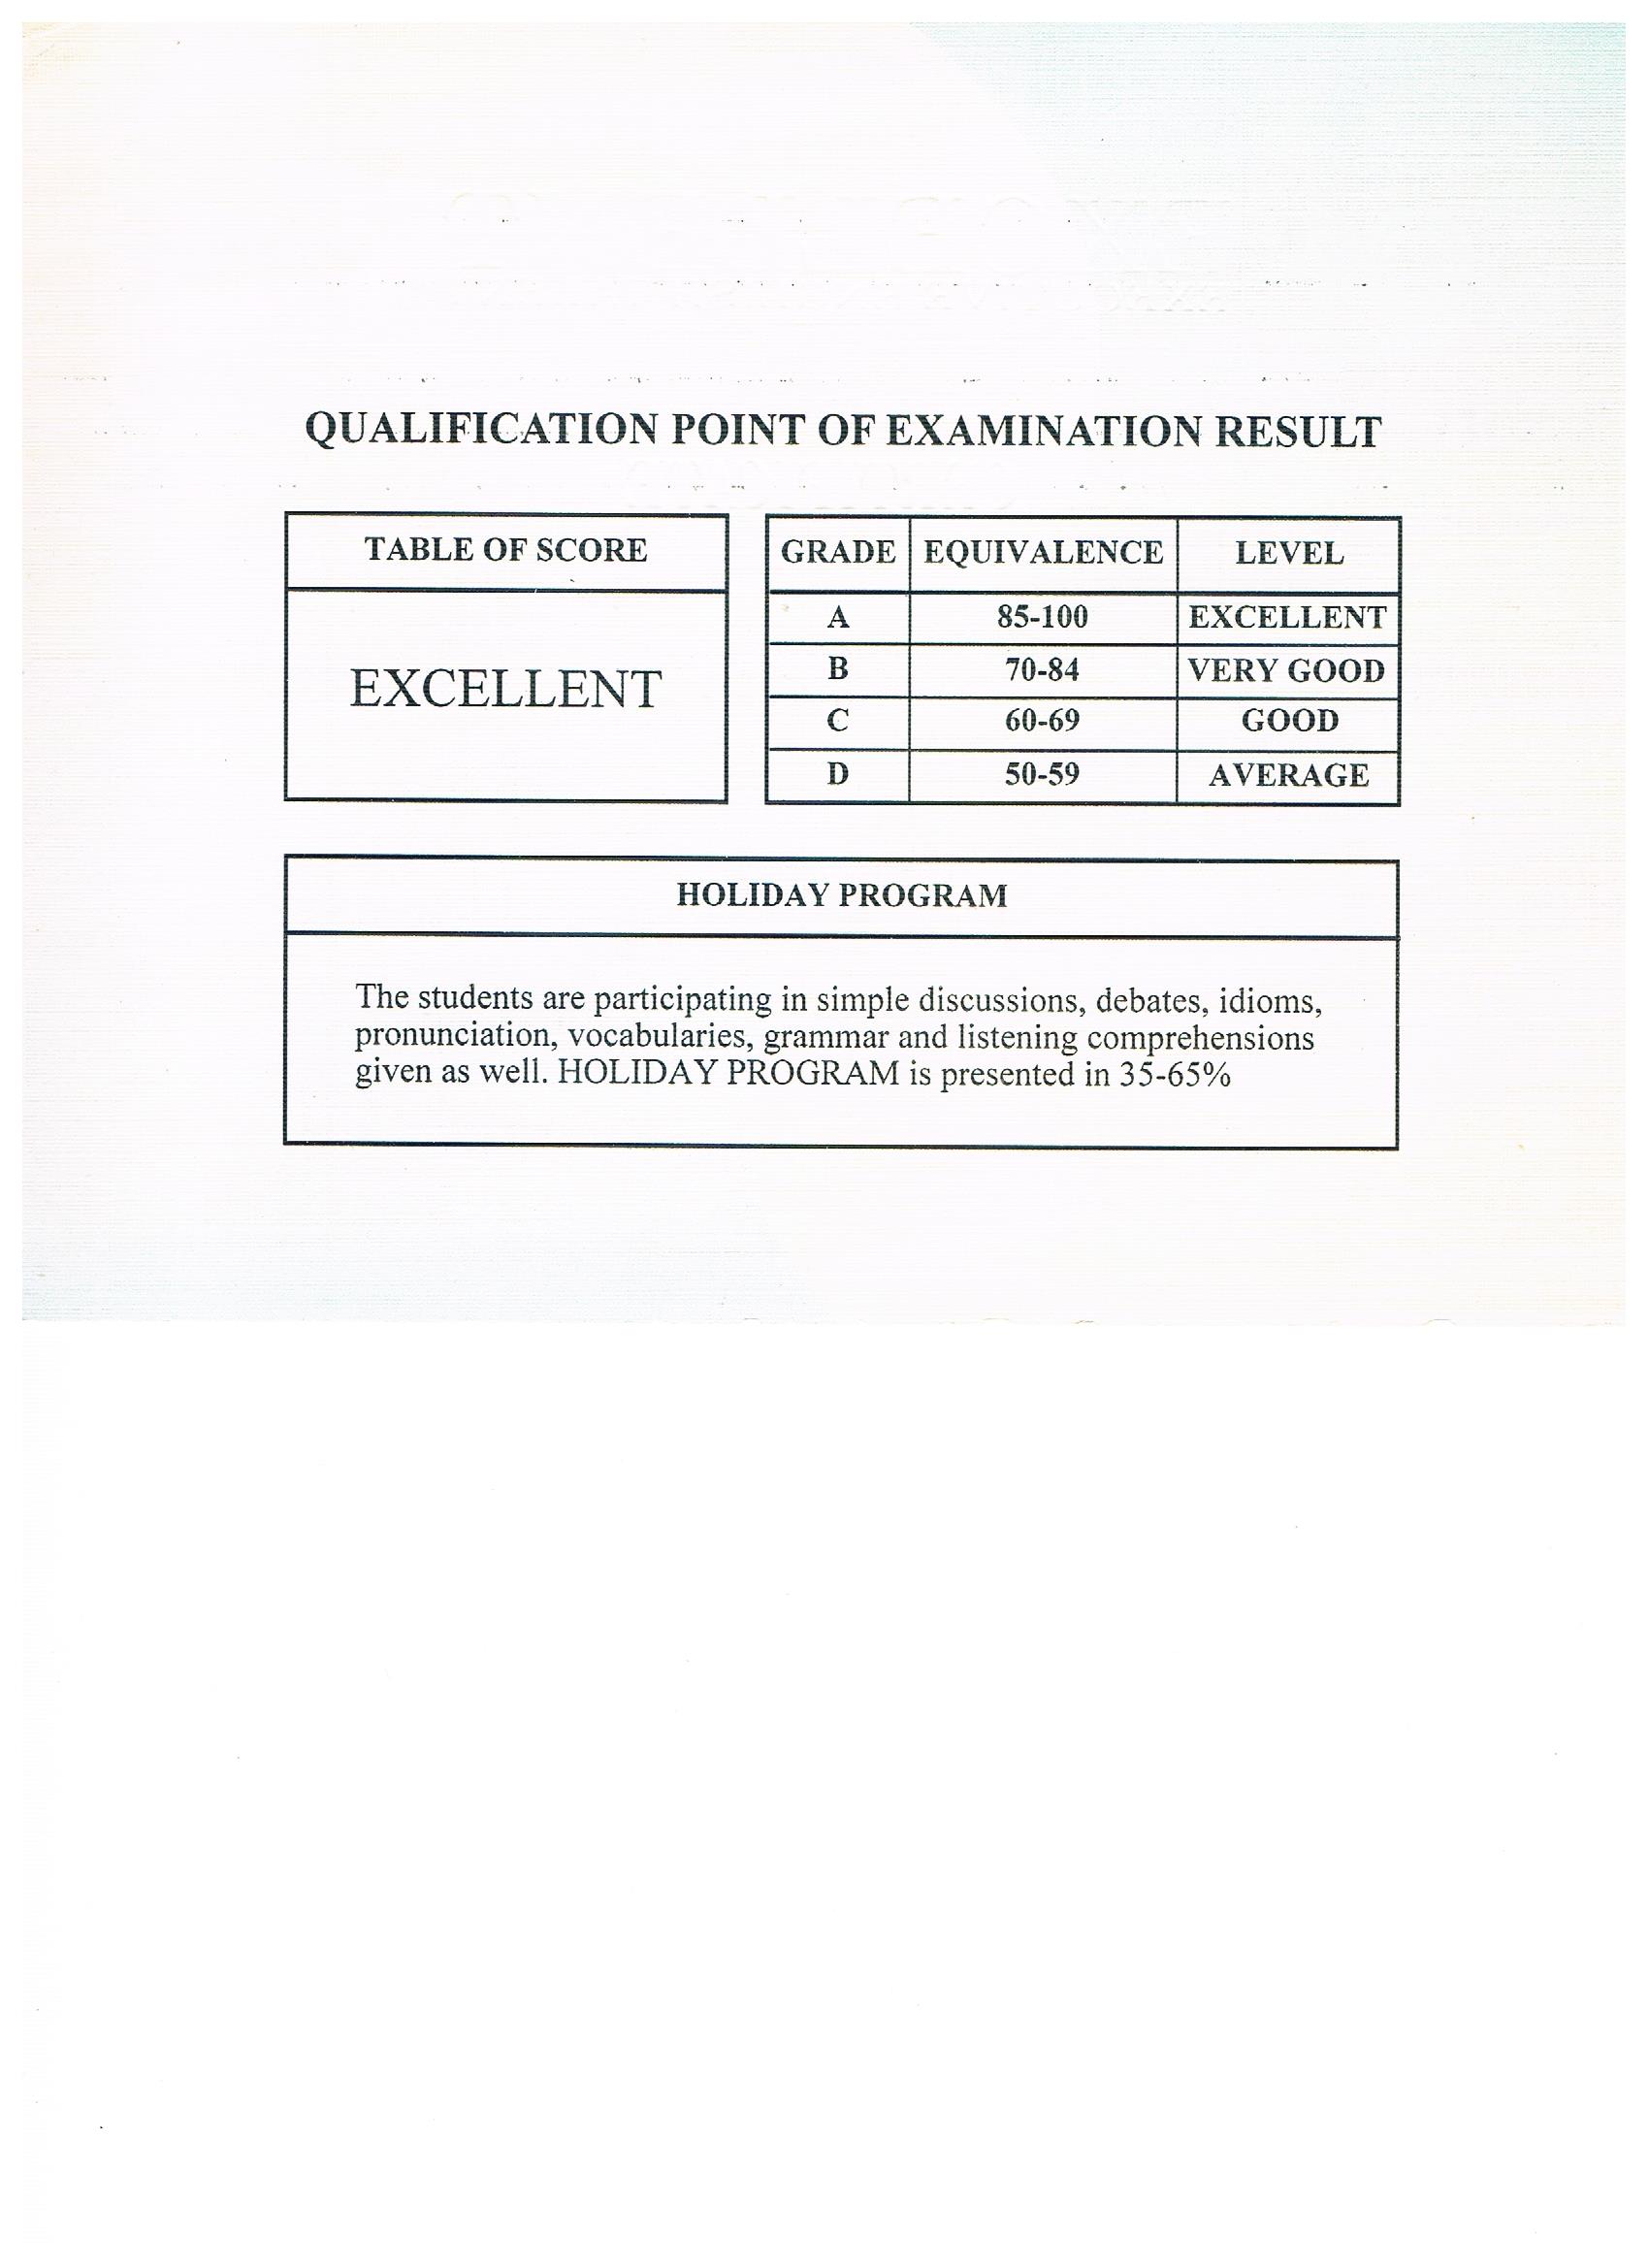 QUALIFICATION POINT OF EXAMINATION RESULT
TABLE OF SCORE
EXCELLENT
GRADE EQUIVALENCE LEVEL
A 85-100 EXCELLENT
B 70-84 VERY GOOD
C 60-69 GOOD
D 50-59 AVERAGE
HOLIDAY PROGRAM
The students are participating in simple discussions, debates, idioms,
pronunciation, vocabularies, grammar and listening comprehensions
given as well. HOLIDAY PROGRAM is presented in 35-65%